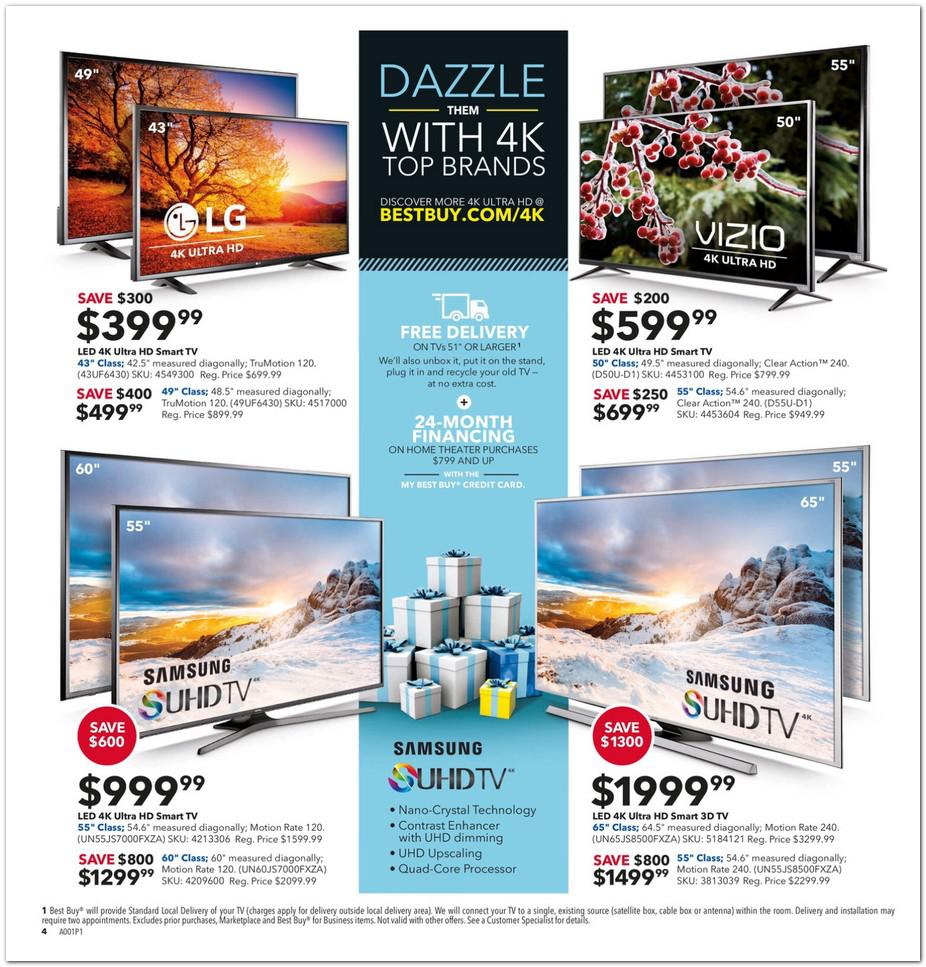 49"
43"
LG
4K ULTRA HD
LG
SAVE $300
$399 99
LED 4K Ultra HD Smart TV
43" Class; 42.5" measured diagonally; TruMotion 120.
(43UF6430) SKU: 4549300 Reg. Price $699.99
SAVE $400
$499 99
49" Class; 48.5" measured diagonally;
TruMotion 120. (49UF6430) SKU: 4517000
Reg. Price $899.99
DAZZLE
THEM
WITH 4K
TOP BRANDS
DISCOVER MORE 4K ULTRA HD @
BESTBUY.COM/4K
FREE DELIVERY
ON TVs 51" OR LARGER1
We'll also unbox it, put it on the stand,
plug it in and recycle your old TV —
at no extra cost.
+
24-MONTH
FINANCING
ON HOME THEATER PURCHASES
$799 AND UP
WITH THE
MY BEST BUY® CREDIT CARD.
55"
50"
VIZIO
4K ULTRA HD
SAVE $200
$599 99
LED 4K Ultra HD Smart TV
50" Class; 49.5" measured diagonally; Clear Action™ 240.
(D50U-D1) SKU: 4453100 Reg. Price $799.99
SAVE $250
$699 99
55" Class; 54.6" measured diagonally;
Clear Action™ 240. (D55U-D1)
SKU: 4453604 Reg. Price $949.99
60"
55"
SAMSUNG
SUHDTV 4K
SAVE
$600
$999 99
LED 4K Ultra HD Smart TV
55" Class; 54.6" measured diagonally; Motion Rate 120.
(UN55JS7000FXZA) SKU: 4213306 Reg. Price $1599.99
SAVE $800
$1299 99
60" Class; 60" measured diagonally;
Motion Rate 120. (UN60JS7000FXZA)
SKU: 4209600 Reg. Price $2099.99
SAMSUNG
SUHDTV 4K
• Nano-Crystal Technology
• Contrast Enhancer
with UHD dimming
• UHD Upscaling
• Quad-Core Processor
55"
65"
SAMSUNG
SUHDTV 4K
SAVE
$1300
$1999 99
LED 4K Ultra HD Smart 3D TV
65" Class; 64.5" measured diagonally; Motion Rate 240.
(UN65JS8500FXZA) SKU: 5184121 Reg. Price $3299.99
SAVE $800
$1499 99
55" Class; 54.6" measured diagonally;
Motion Rate 240. (UN55JS8500FXZA)
SKU: 3813039 Reg. Price $2299.99
1 Best Buy® will provide Standard Local Delivery of your TV (charges apply for delivery outside local delivery area). We will connect your TV to a single, existing source (satellite box, cable box or antenna) within the room. Delivery and installation may
require two appointments. Excludes prior purchases, Marketplace and Best Buy® for Business items. Not valid with other offers. See a Customer Specialist for details.
4 A001P1